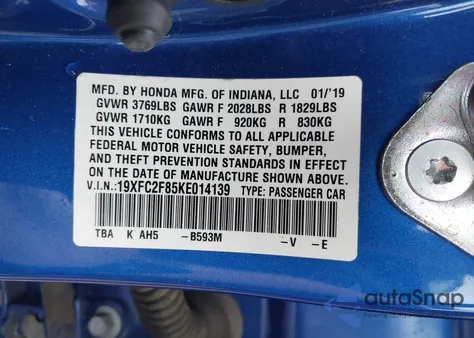 MFD. BY HONDA MFG. OF INDIANA, LLC 01/'19
GVWR 3769LBS GAWR F 2028LBS R 1829LBS
GVWR 1710KG GAWR F 920KG R 830KG
THIS VEHICLE CONFORMS TO ALL APPLICABLE
FEDERAL MOTOR VEHICLE SAFETY, BUMPER,
AND THEFT PREVENTION STANDARDS IN EFFECT
ON THE DATE OF MANUFACTURE SHOWN ABOVE.
V.I.N.:19XFC2F85KE014139 TYPE: PASSENGER CAR
TBA K AH5 -B593M -V -E
autoSnap